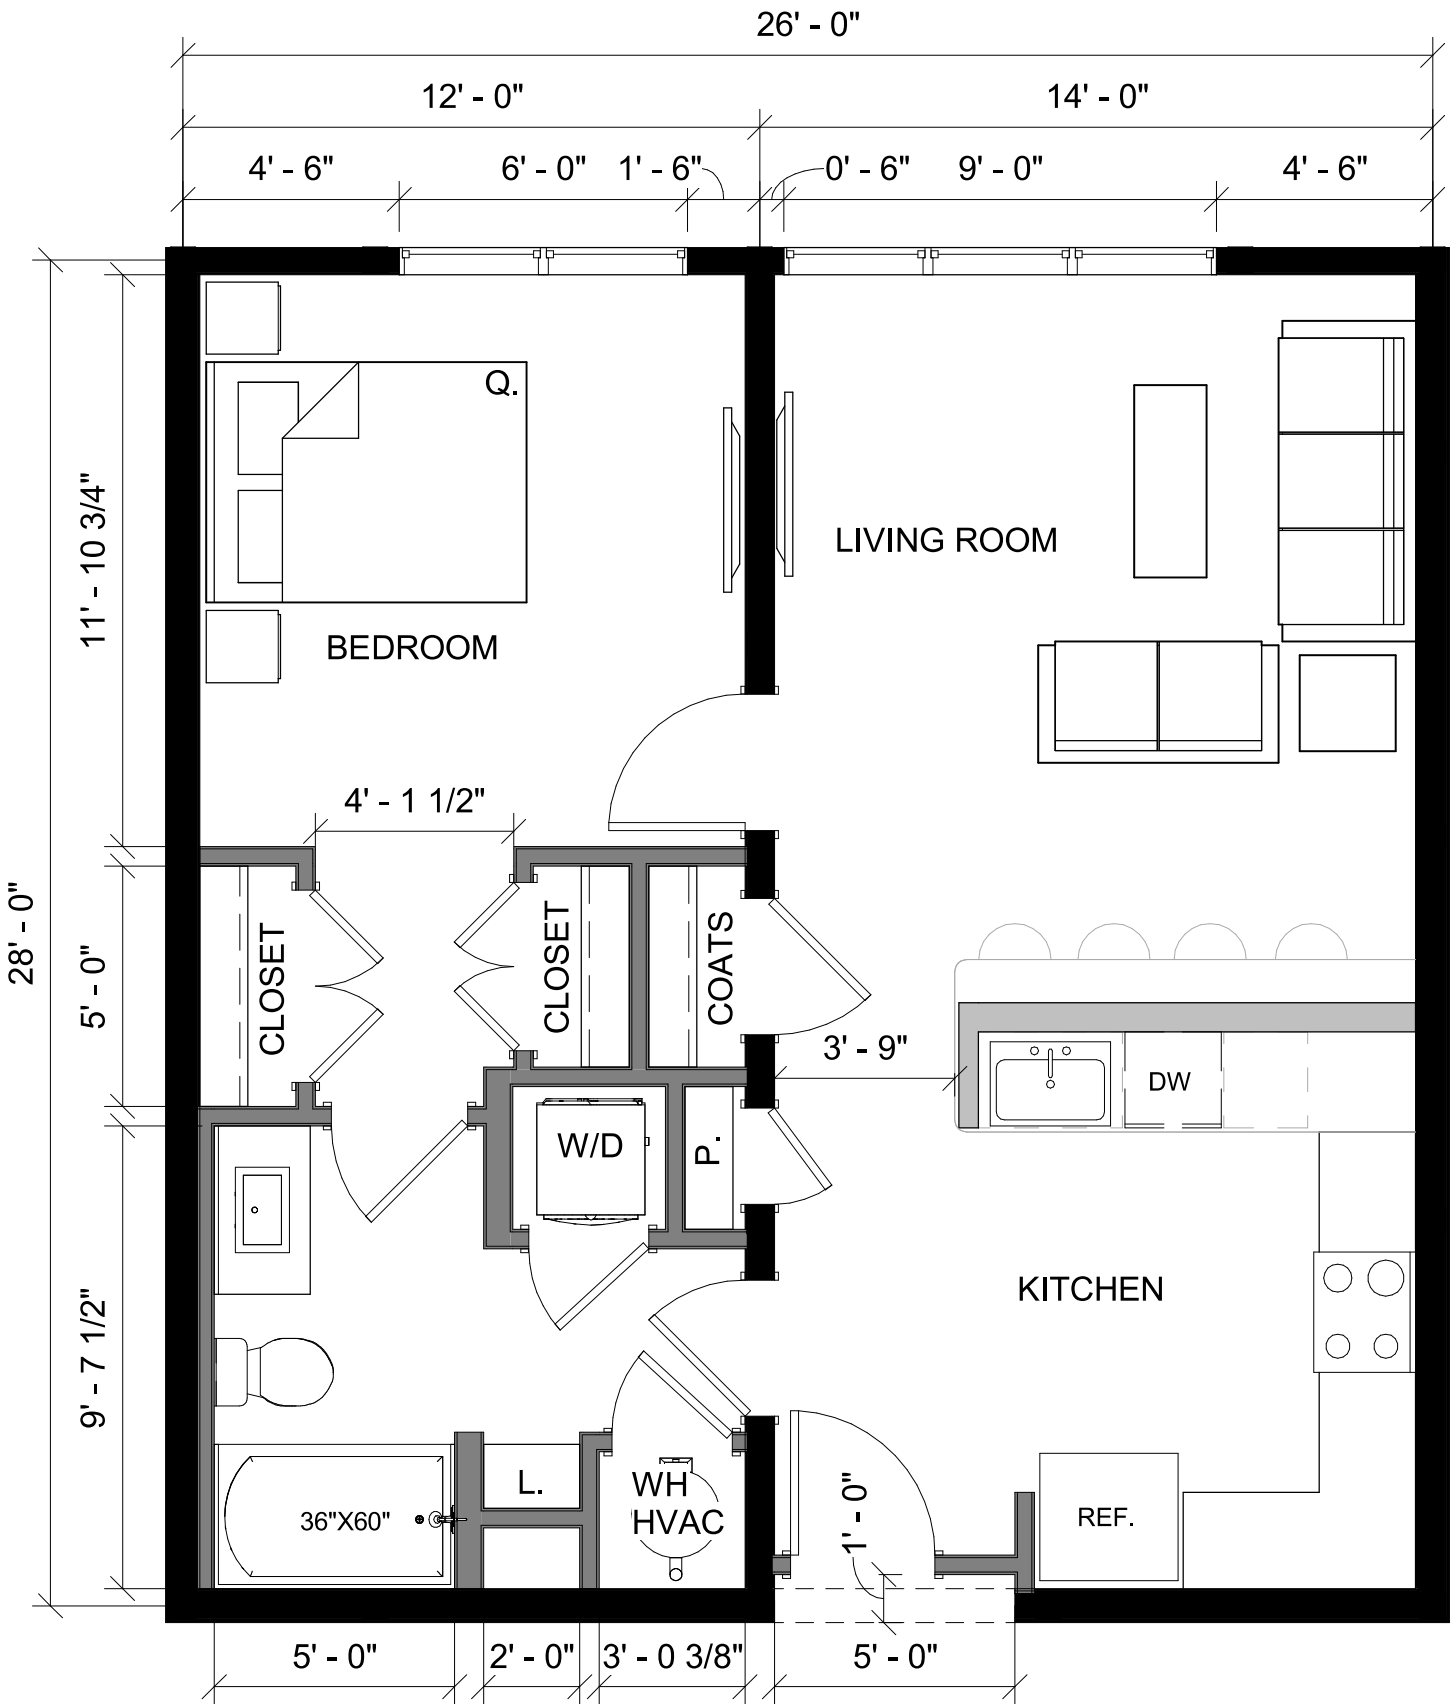 26' - 0"
12' - 0"
14' - 0"
4' - 6"
6' - 0"
1' - 6"
0' - 6"
9' - 0"
4' - 6"
Q.
11' - 10 3/4"
LIVING ROOM
BEDROOM
4' - 1 1/2"
28' - 0"
5' - 0"
CLOSET
CLOSET
COATS
3' - 9"
DW
W/D
P.
KITCHEN
9' - 7 1/2"
L.
WH
HVAC
36"X60"
1' - 0"
REF.
5' - 0"
2' - 0"
3' - 0 3/8"
5' - 0"